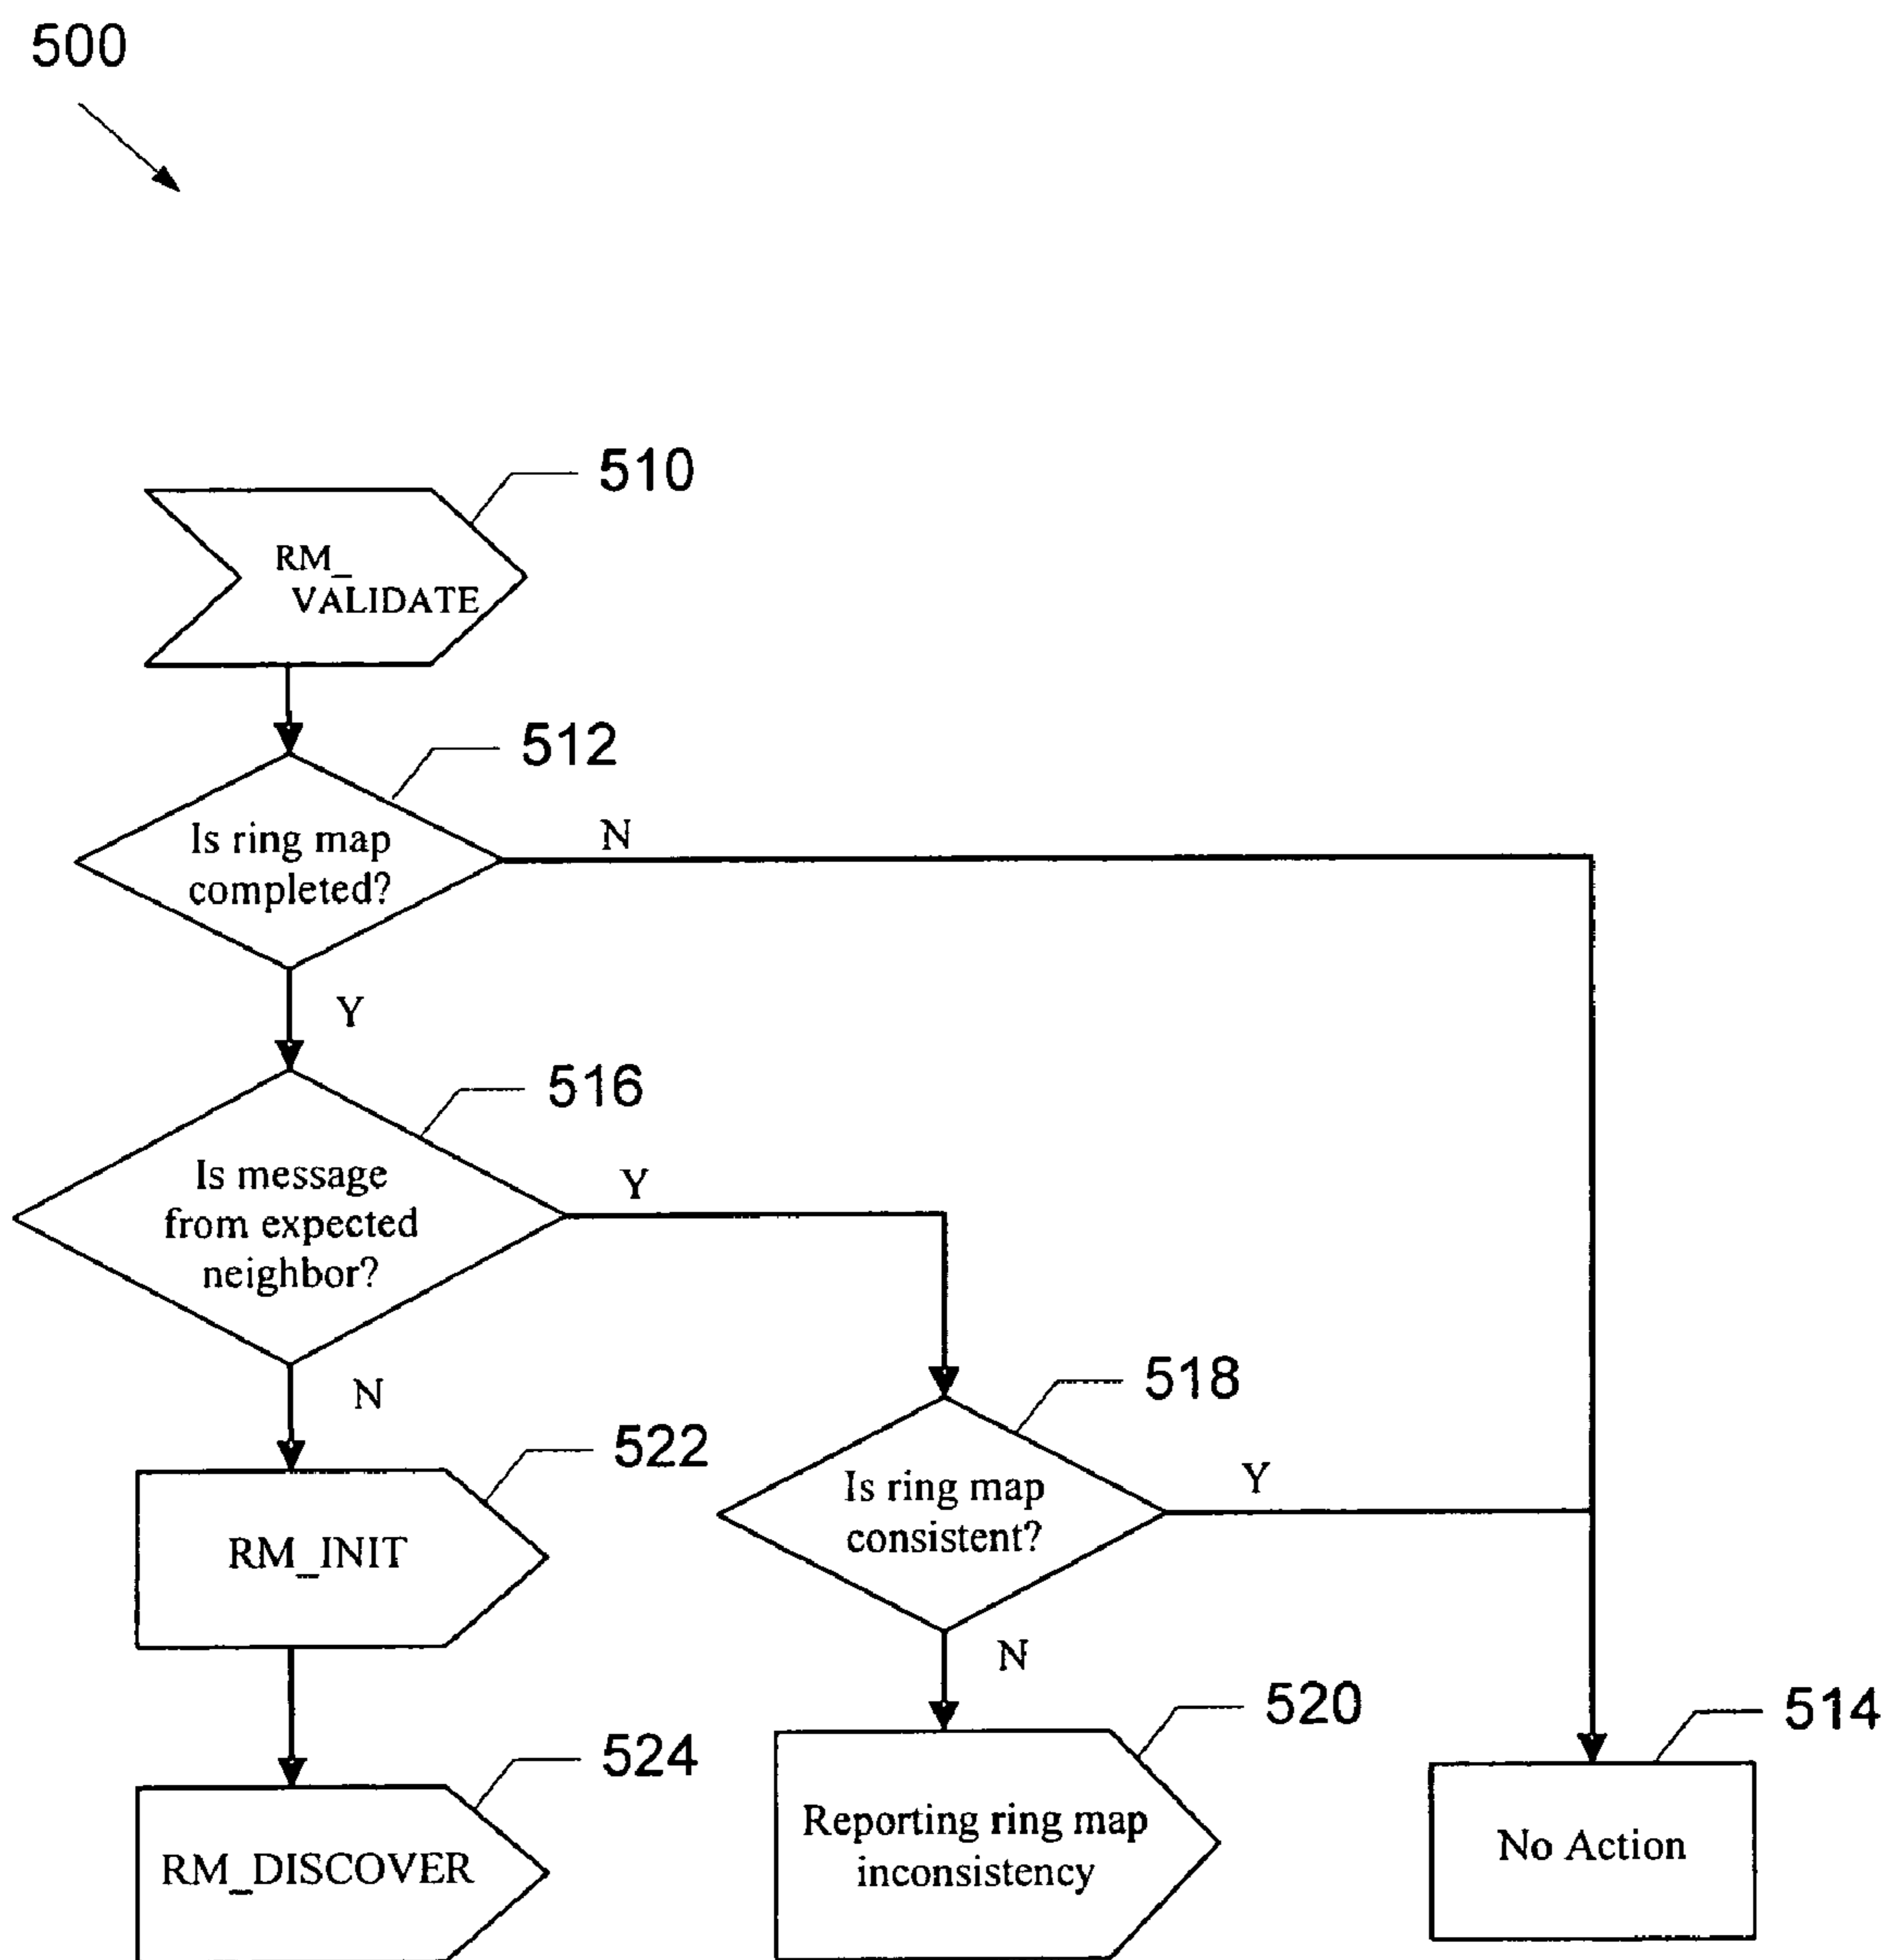 500
510
RM_
VALIDATE
512
Is ring map
completed?
N
Y
516
Is message
from expected
neighbor?
Y
N
518
Is ring map
consistent?
Y
N
522
RM_INIT
524
RM_DISCOVER
520
Reporting ring map
inconsistency
514
No Action